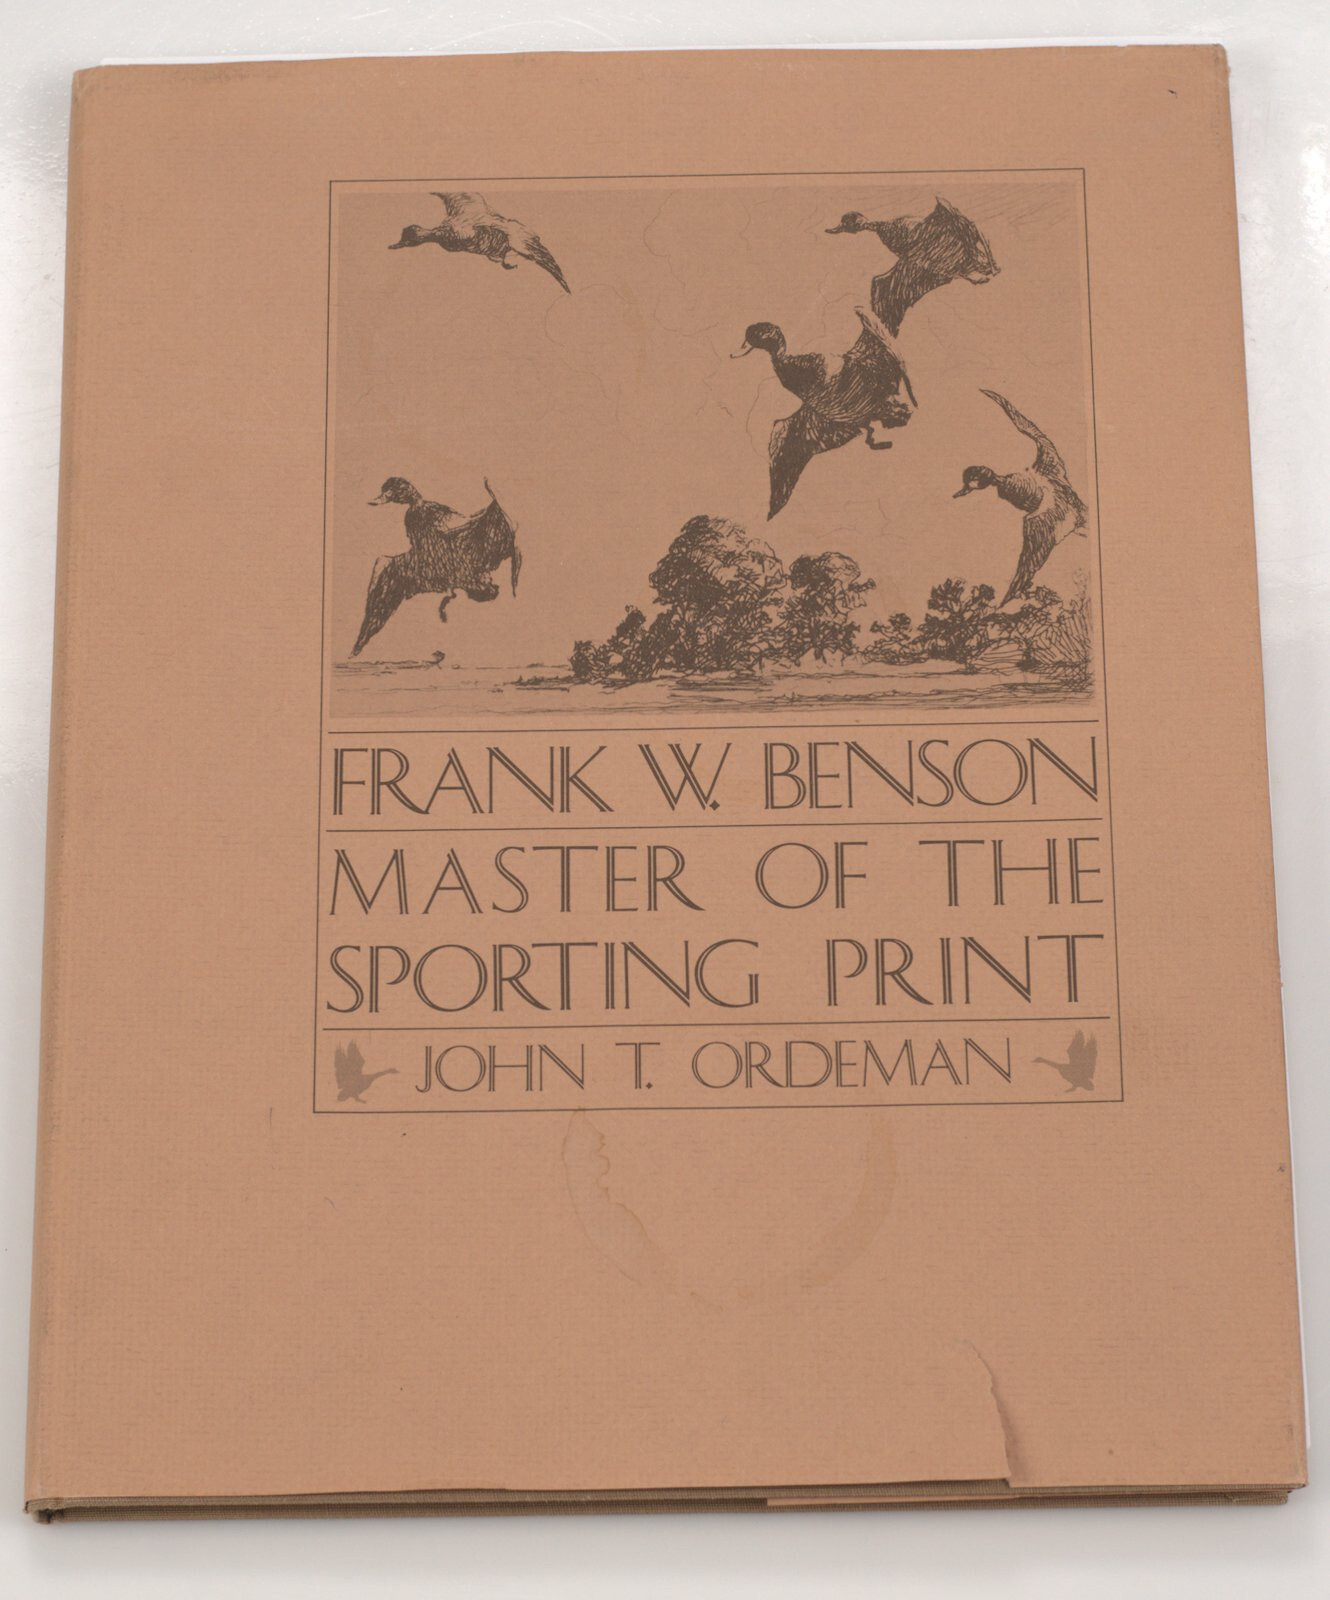 FRANK W. BENSON
MASTER OF THE
SPORTING PRINT
JOHN T. ORDEMAN